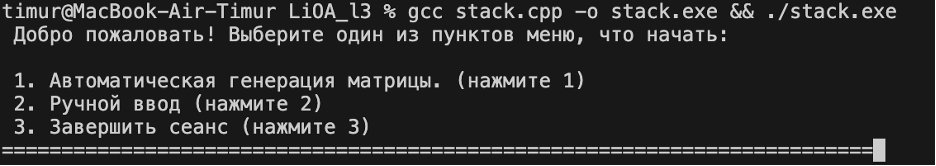 timur@MacBook-Air-Timur LiOA_l3 % gcc stack.cpp -o stack.exe && ./stack.exe
Добро пожаловать! Выберите один из пунктов меню, что начать:
1. Автоматическая генерация матрицы. (нажмите 1)
2. Ручной ввод (нажмите 2)
3. Завершить сеанс (нажмите 3)
=========================================================================